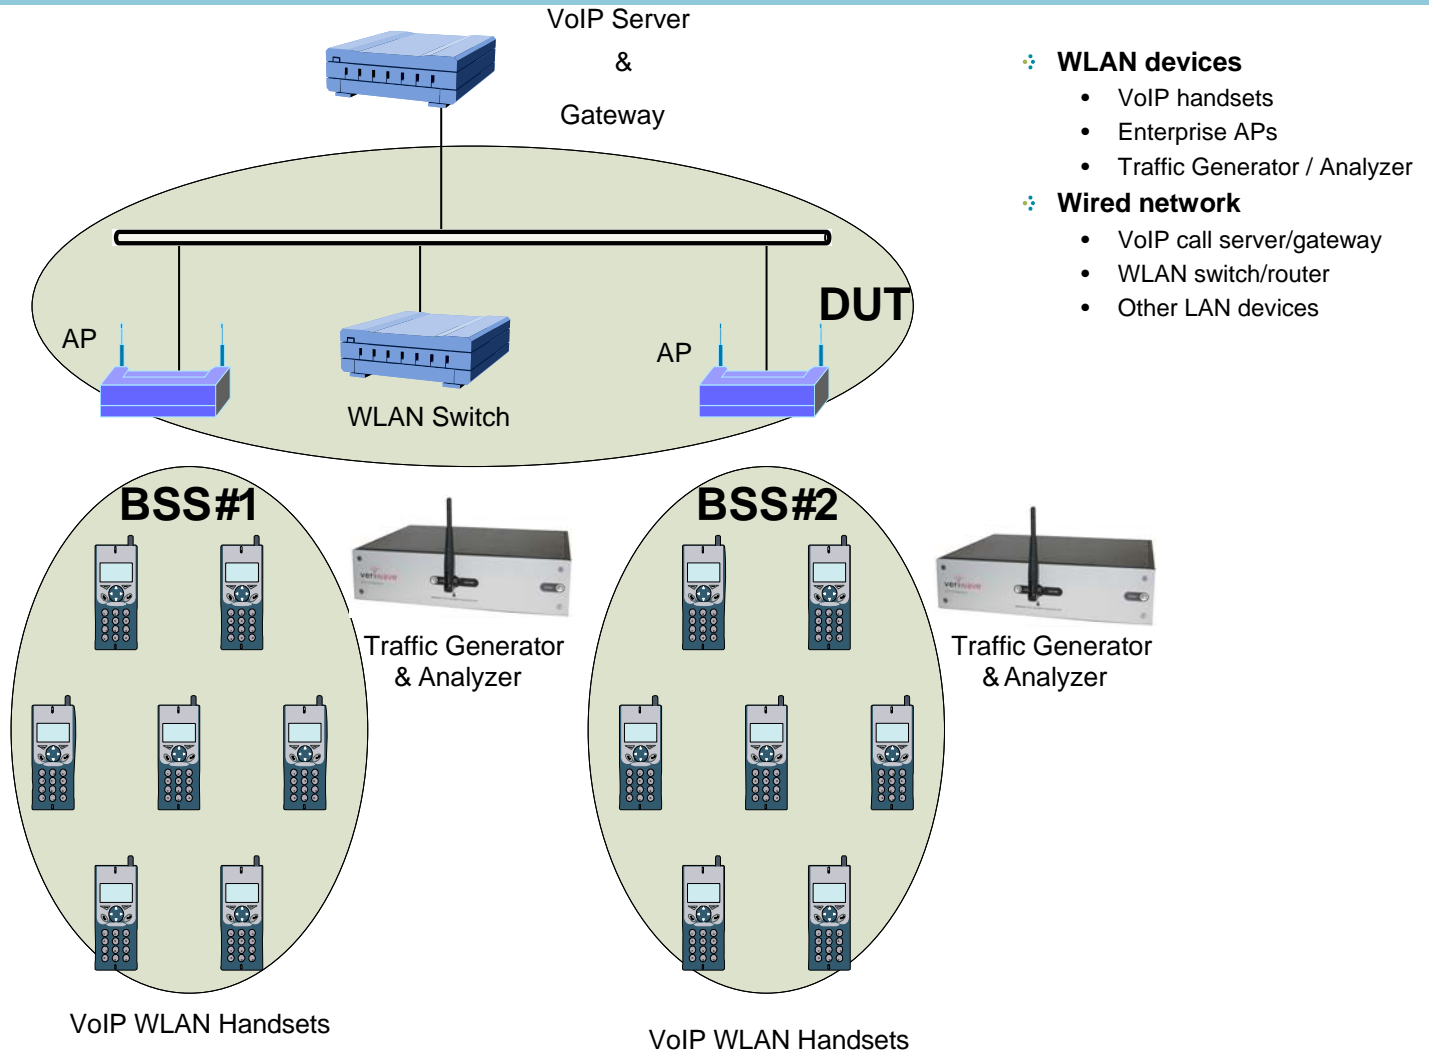 VoIP Server
&
Gateway
WLAN devices
• VoIP handsets
• Enterprise APs
• Traffic Generator / Analyzer
Wired network
• VoIP call server/gateway
• WLAN switch/router
• Other LAN devices
DUT
AP
AP
WLAN Switch
BSS#1
BSS#2
veriwave
veriwave
Traffic Generator
& Analyzer
Traffic Generator
& Analyzer
VoIP WLAN Handsets
VoIP WLAN Handsets